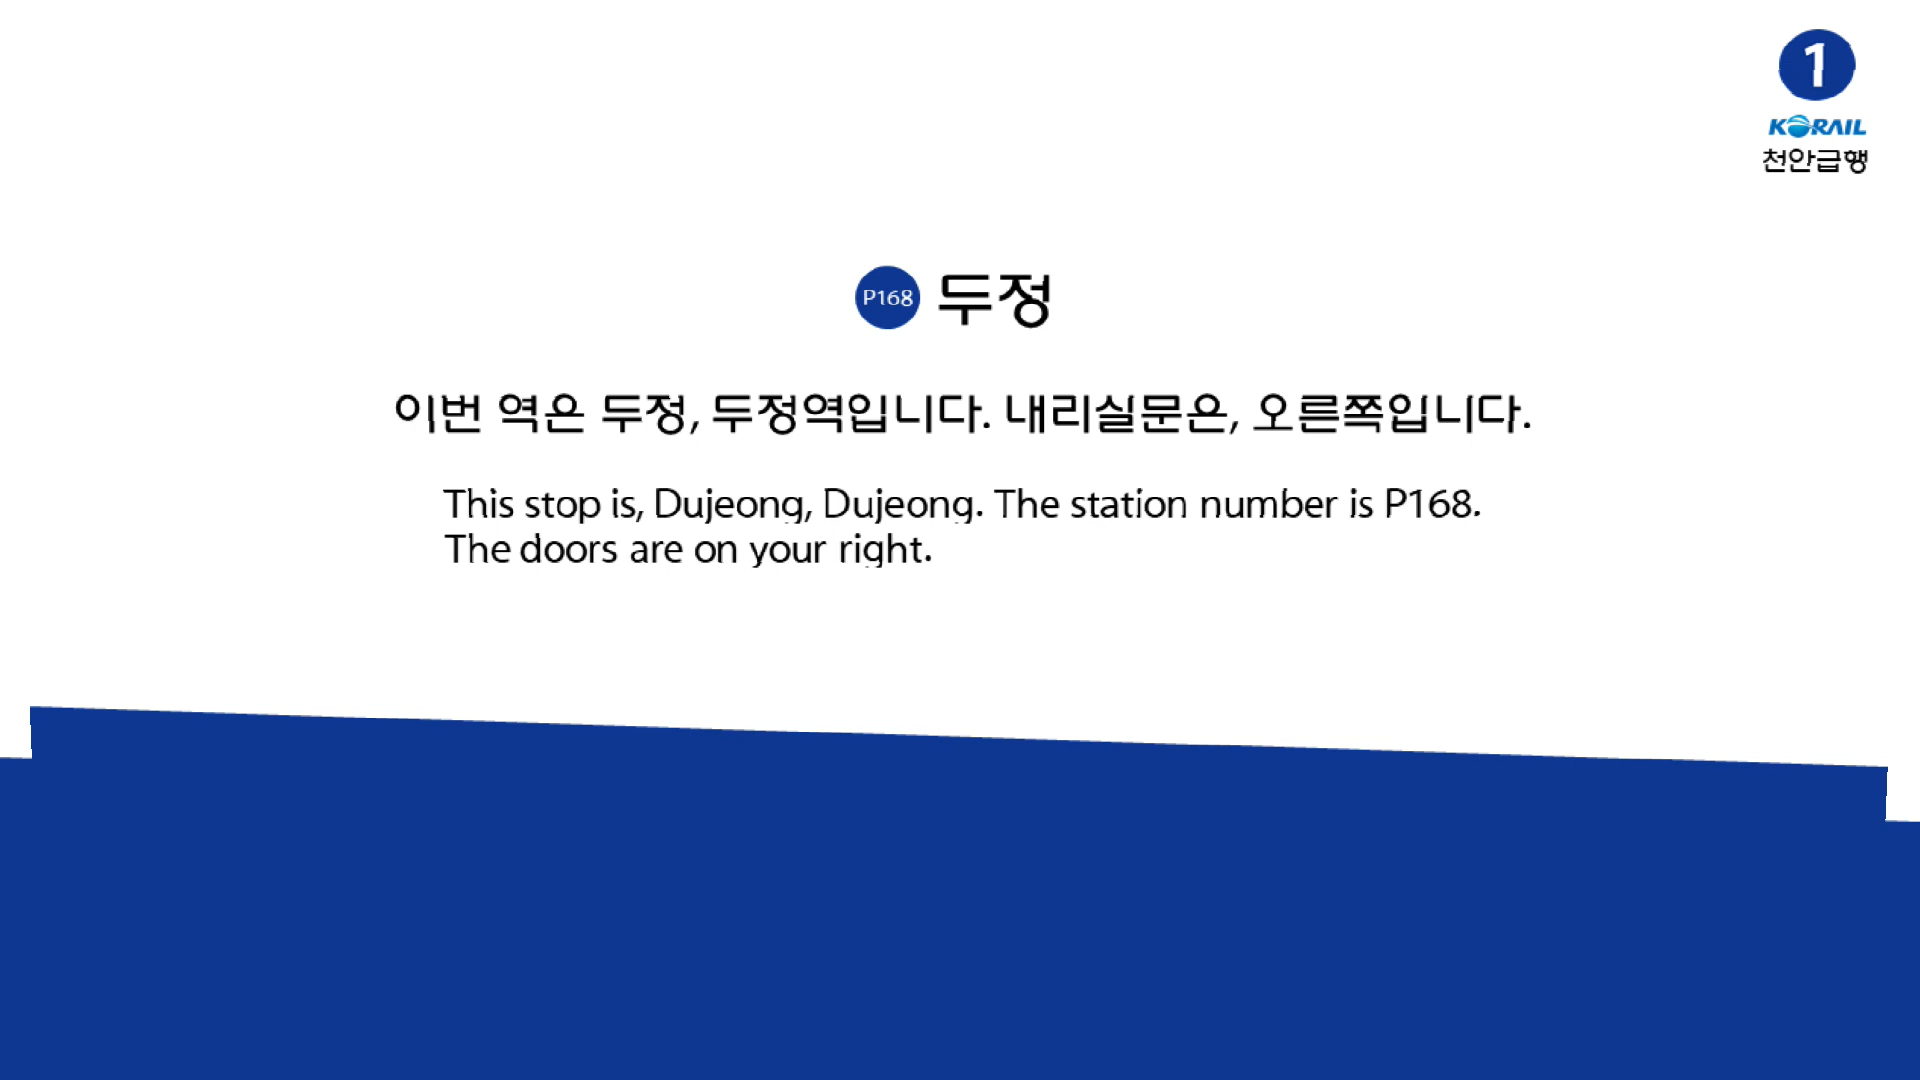 1
KORAIL
천안급행
P168 두정
이번 역은 두정, 두정역입니다. 내리실문은, 오른쪽입니다.
This stop is, Dujeong, Dujeong. The station number is P168.
The doors are on your right.